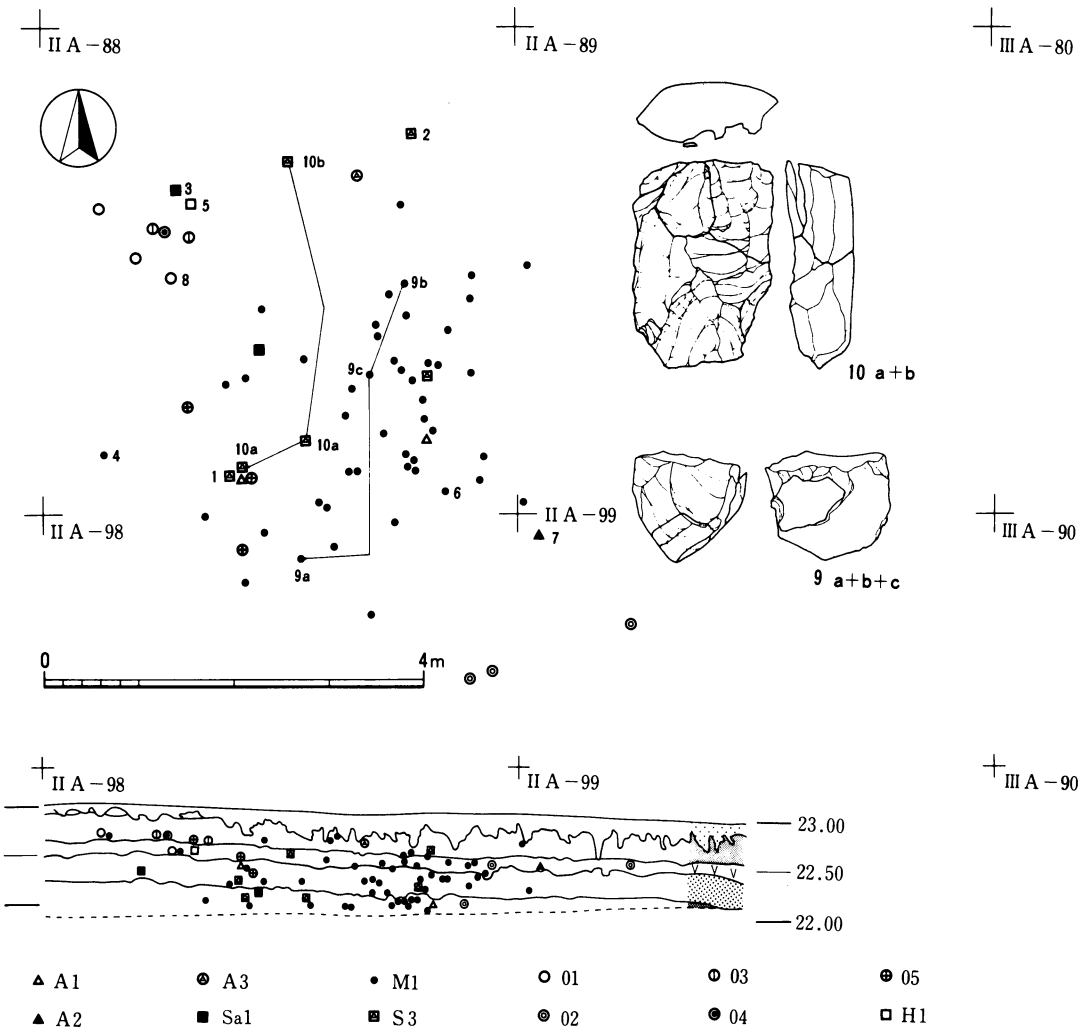 II A-88
II A-89
III A-80
2
10b
3
5
8
9b
9c
10 a+b
10a
10a
4
1
6
II A-98
II A-99
III A-90
7
9a
9 a+b+c
0
4m
II A-98
II A-99
III A-90
23.00
22.50
22.00
A1
A3
M1
01
03
05
A2
Sa1
S3
02
04
H1